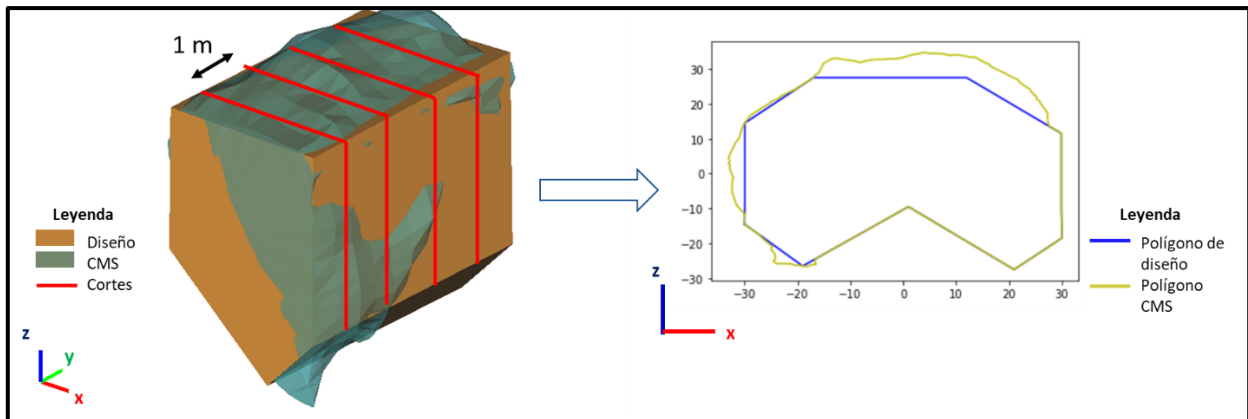 1 m
Leyenda
Diseño
CMS
Cortes
z
y
x
30
20
10
0
−10
−20
−30
−30
−20
−10
0
10
20
30
z
x
Leyenda
Polígono de
diseño
Polígono
CMS